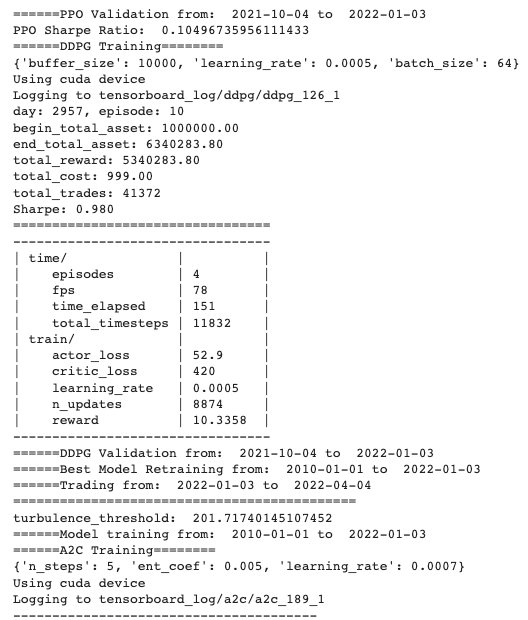 ======PPO Validation from:  2021-10-04 to  2022-01-03
PPO Sharpe Ratio:  0.10496735956111433
======DDPG Training========
{'buffer_size': 10000, 'learning_rate': 0.0005, 'batch_size': 64}
Using cuda device
Logging to tensorboard_log/ddpg/ddpg_126_1
day: 2957, episode: 10
begin_total_asset: 1000000.00
end_total_asset: 6340283.80
total_reward: 5340283.80
total_cost: 999.00
total_trades: 41372
Sharpe: 0.980
=================================
---------------------------------
| time/              |          |
|    episodes        | 4        |
|    fps             | 78       |
|    time_elapsed    | 151      |
|    total_timesteps | 11832    |
| train/             |          |
|    actor_loss      | 52.9     |
|    critic_loss     | 420      |
|    learning_rate   | 0.0005   |
|    n_updates       | 8874     |
|    reward          | 10.3358  |
---------------------------------
======DDPG Validation from:  2021-10-04 to  2022-01-03
======Best Model Retraining from:  2010-01-01 to  2022-01-03
======Trading from:  2022-01-03 to  2022-04-04
============================================
turbulence_threshold:  201.71740145107452
======Model training from:  2010-01-01 to  2022-01-03
======A2C Training========
{'n_steps': 5, 'ent_coef': 0.005, 'learning_rate': 0.0007}
Using cuda device
Logging to tensorboard_log/a2c/a2c_189_1
---------------------------------------